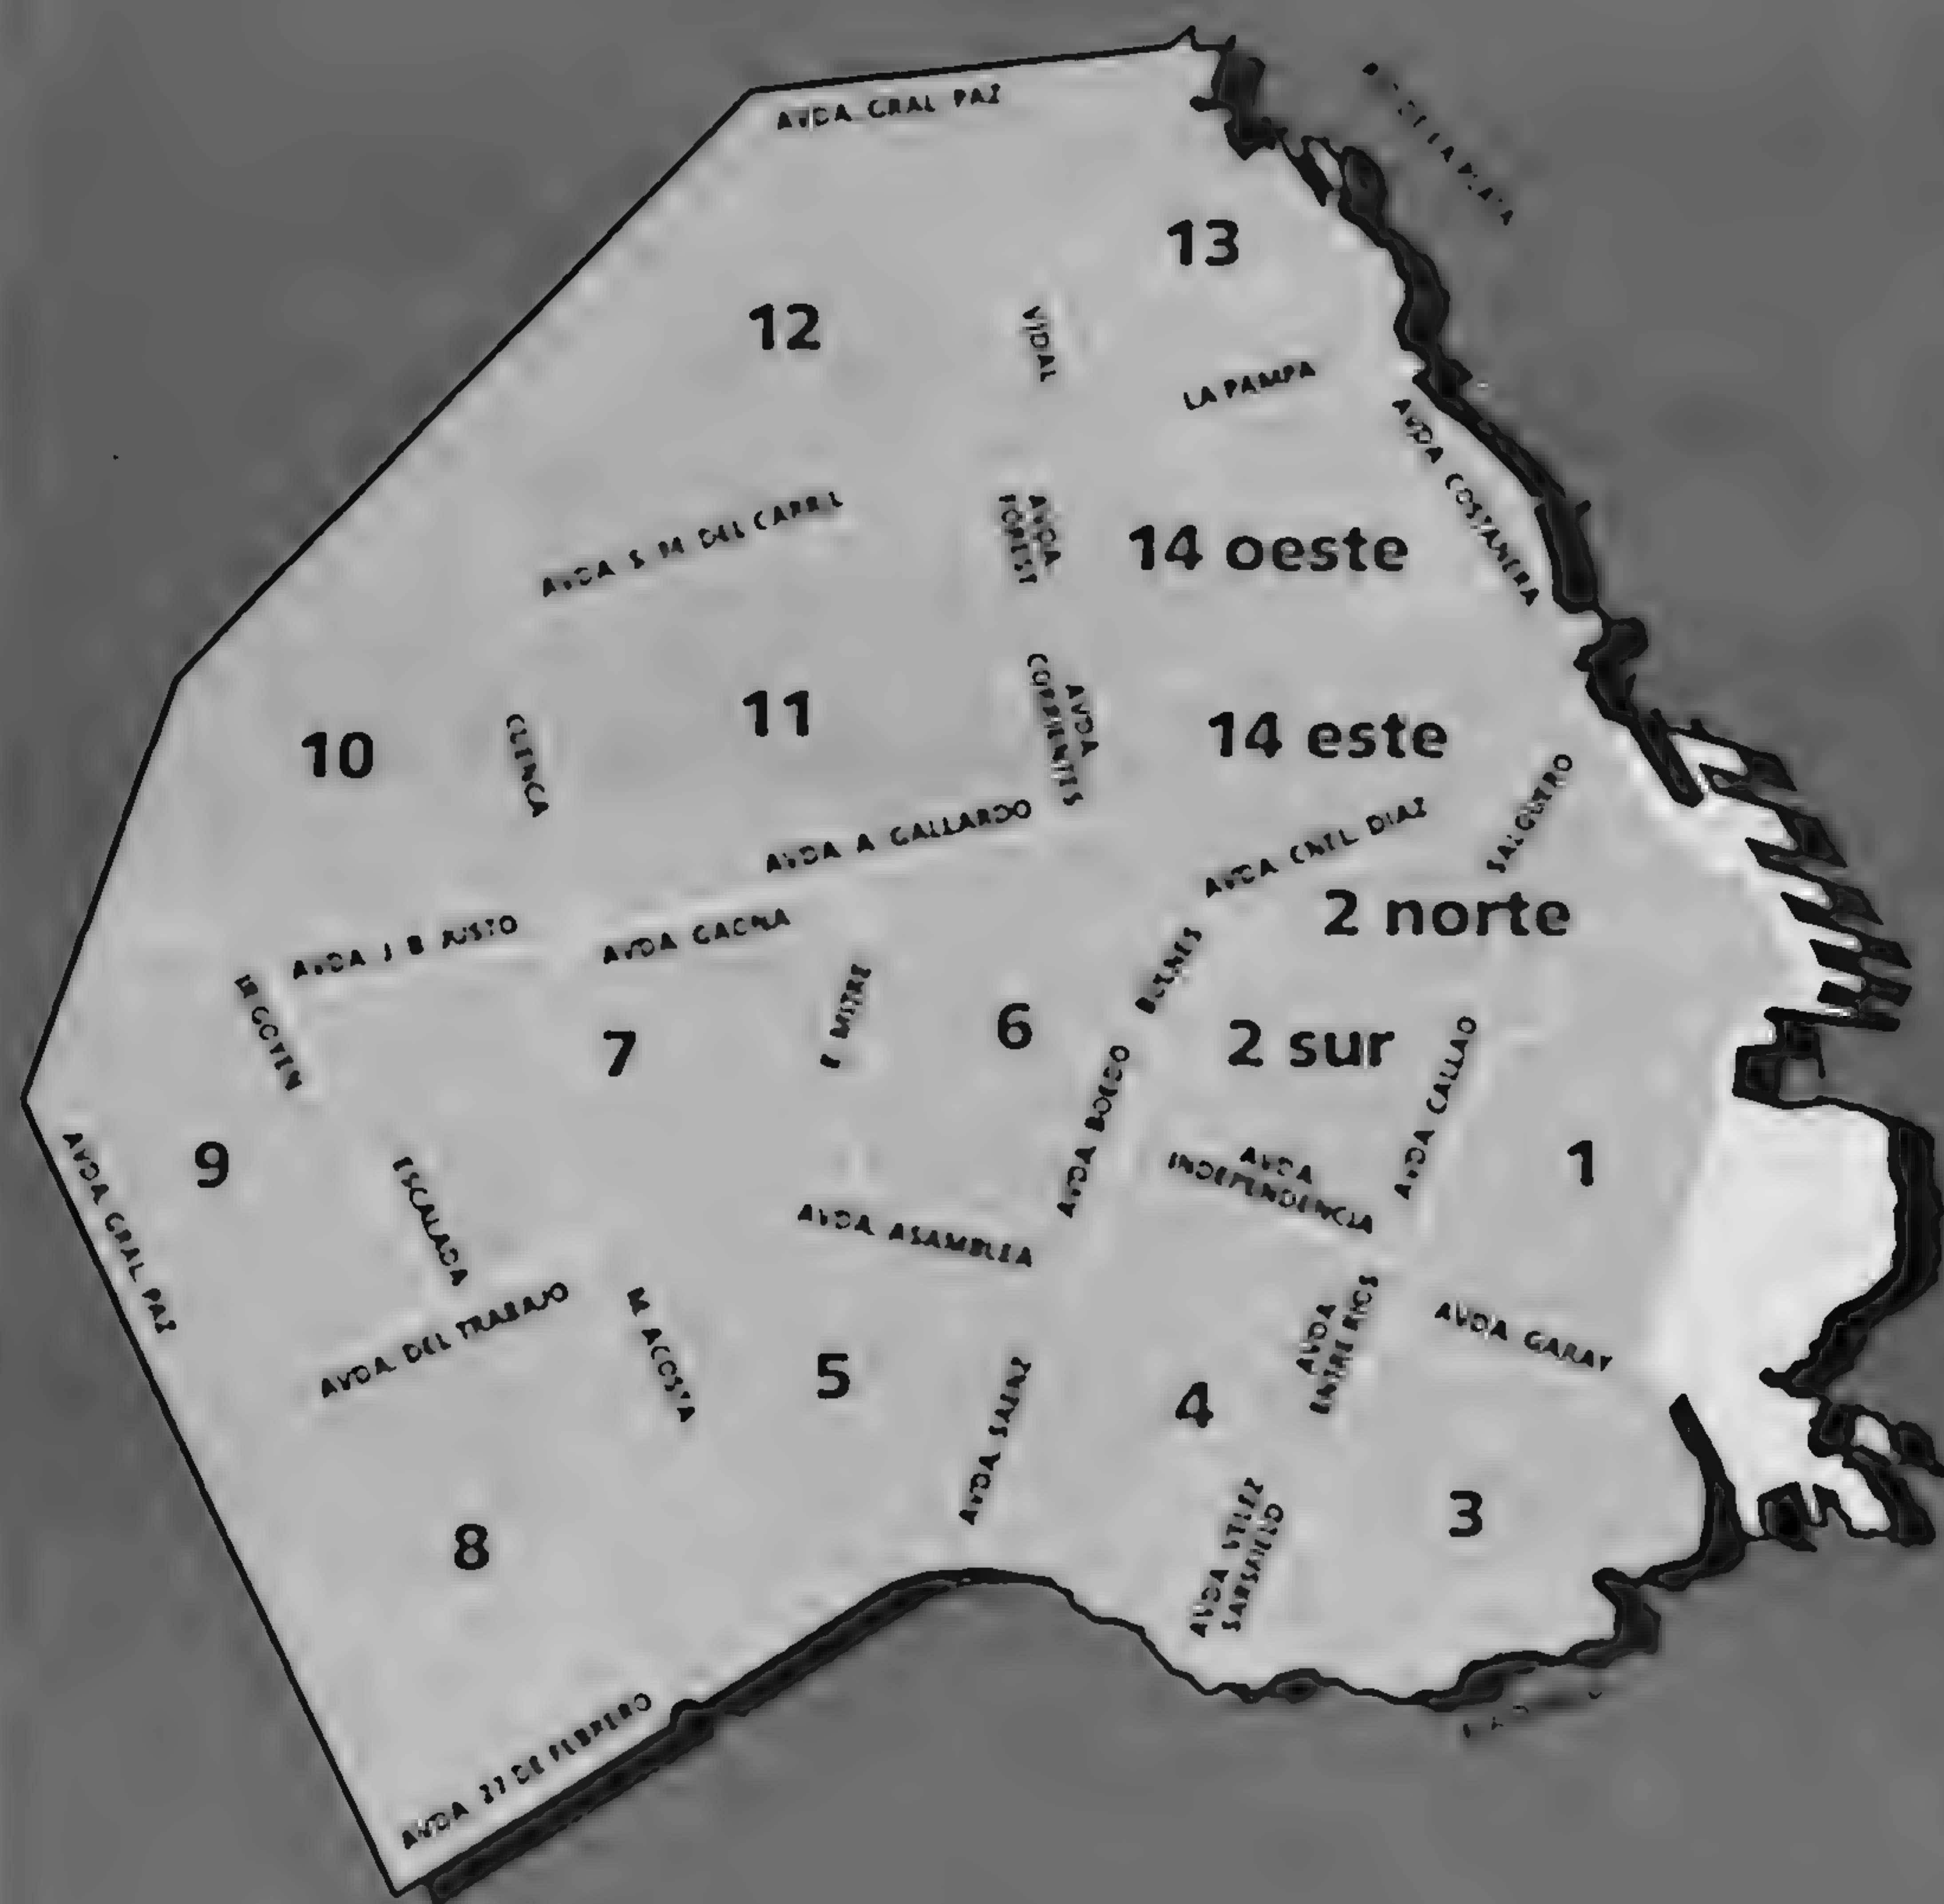 AVDA GRAL PAZ
13
12
VIDAL
LA PAMPA
AVDA COSTANERA
AVDA S M DEL CARRIL
AVDA
FOREST
14 oeste
11
AVDA
CORRIENTES
14 este
10
CUENCA
SALGUERO
AVDA A GALLARDO
AVDA CNEL DIAZ
2 norte
AVDA J B JUSTO
AVDA GAONA
BULNES
IRIGOYEN
7
E MITRE
6
2 sur
AVDA CALLAO
AVDA BOEDO
9
AVDA GRAL PAZ
ESCALADA
AVDA
INDEPENDENCIA
1
AVDA ASAMBLEA
AVDA DEL TRABAJO
M ACOSTA
5
AVDA SAENZ
4
AVDA
ENTRE RIOS
AVDA GARAY
8
AVDA VELEZ
SARSFIELD
3
AVDA 27 DE FEBRERO